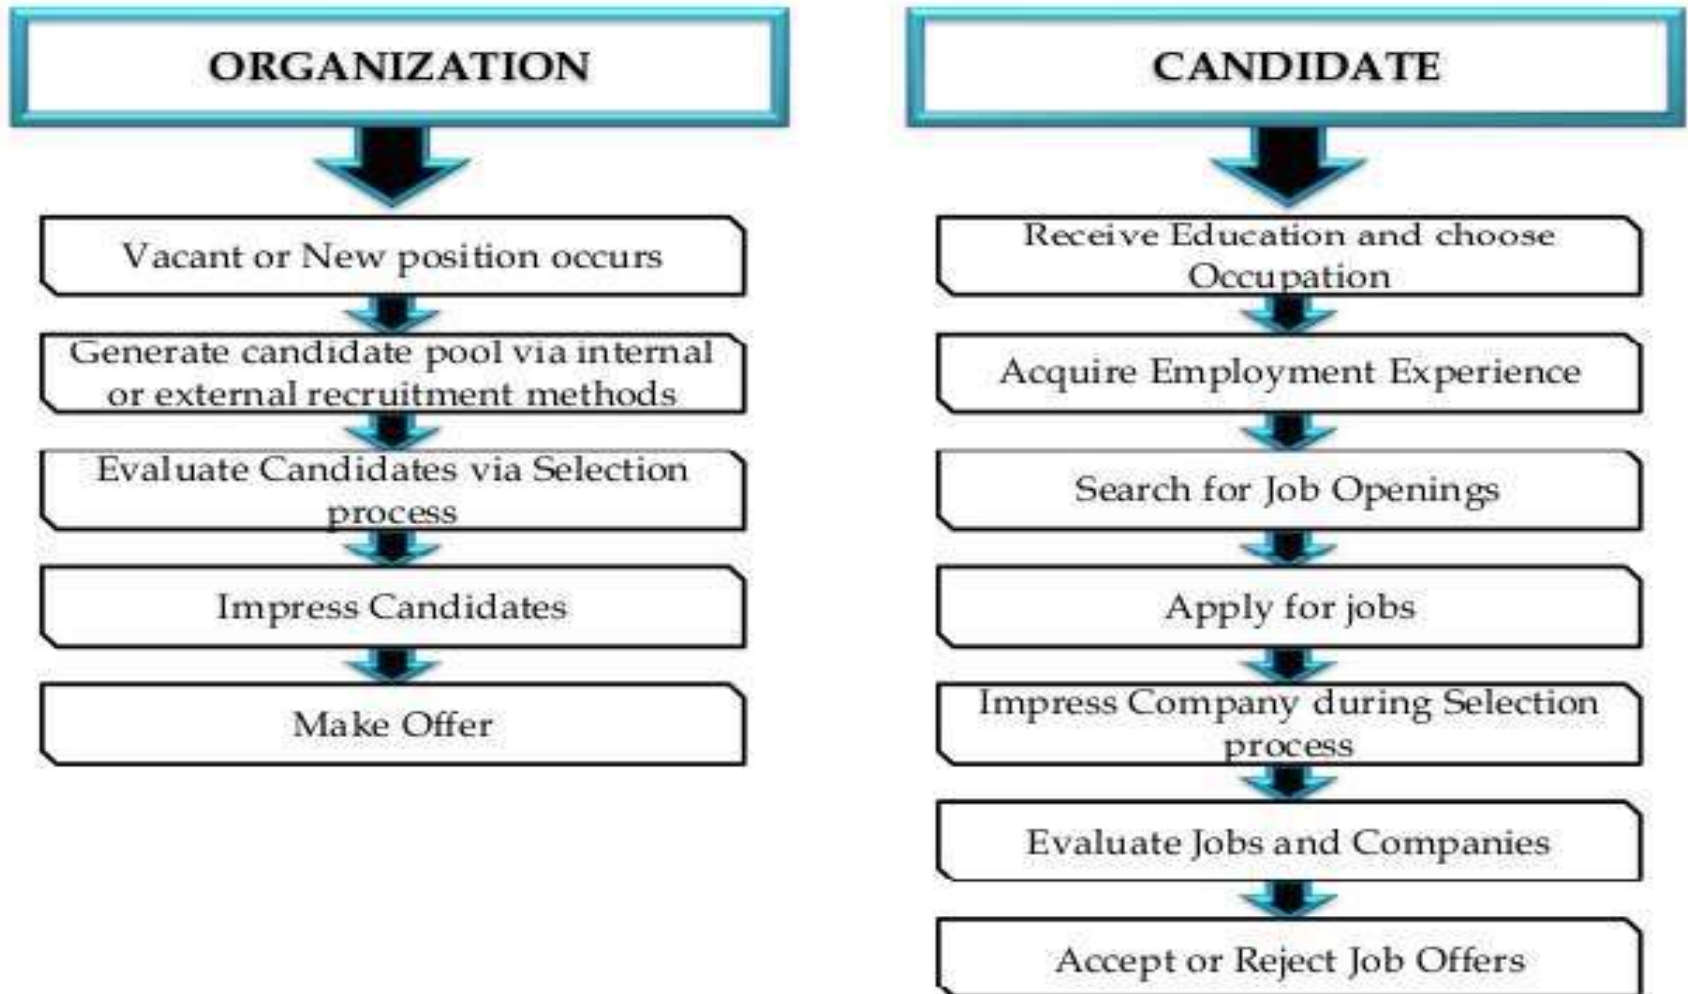 ORGANIZATION
Vacant or New position occurs
Generate candidate pool via internal
or external recruitment methods
Evaluate Candidates via Selection
process
Impress Candidates
Make Offer
CANDIDATE
Receive Education and choose
Occupation
Acquire Employment Experience
Search for Job Openings
Apply for jobs
Impress Company during Selection
process
Evaluate Jobs and Companies
Accept or Reject Job Offers